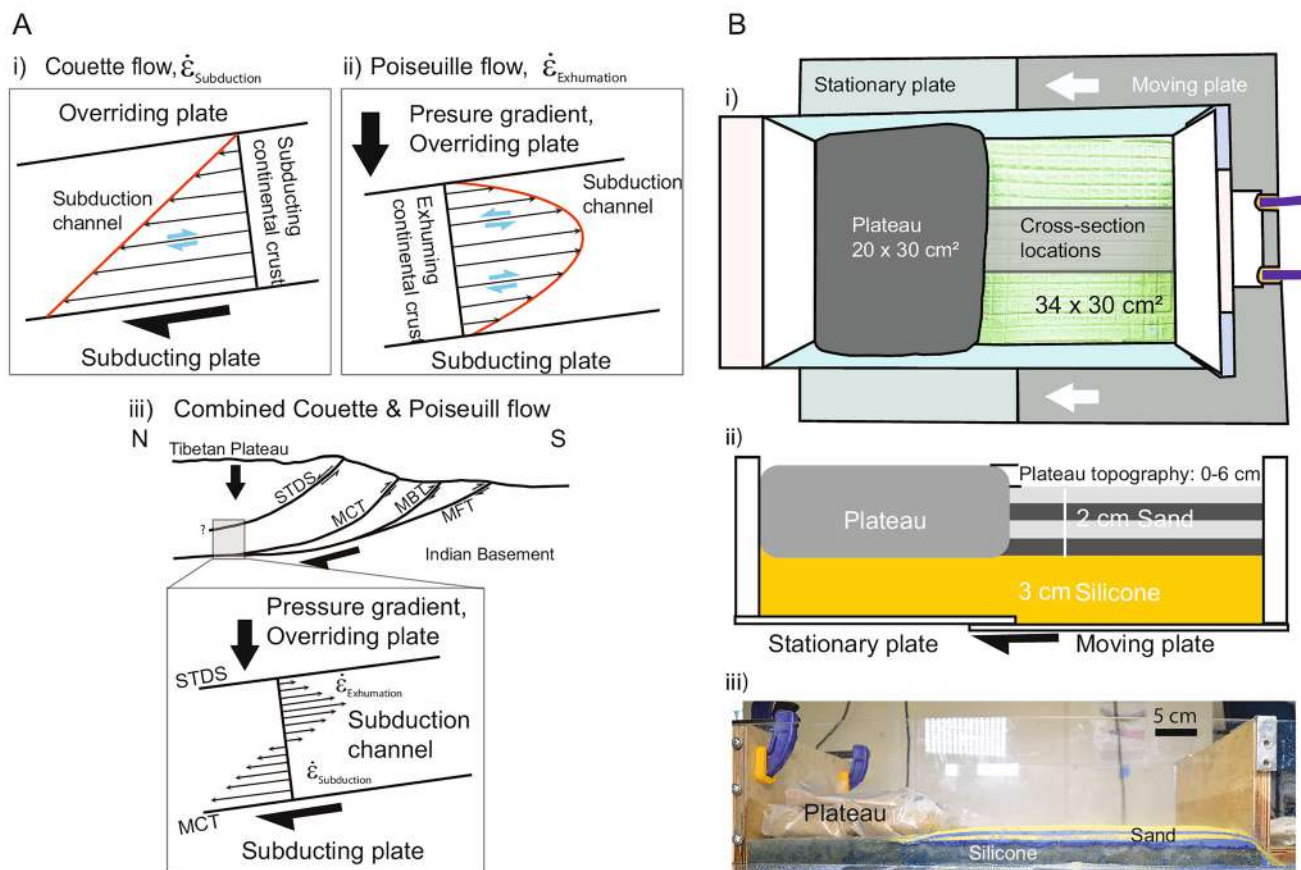 A
i) Couette flow, ε̇Subduction
Overriding plate
Subduction
channel
Subducting
continental crust
Subducting plate
ii) Poiseuille flow, ε̇Exhumation
Presure gradient,
Overriding plate
Subduction
channel
Exhuming
continental crust
Subducting plate
iii) Combined Couette & Poiseuill flow
N
S
Tibetan Plateau
STDS
MCT
MBT
MFT
?
Indian Basement
Pressure gradient,
Overriding plate
STDS
ε̇Exhumation
Subduction
channel
ε̇Subduction
MCT
Subducting plate
B
i)
Stationary plate
Moving plate
Plateau
20 x 30 cm²
Cross-section
locations
34 x 30 cm²
ii)
Plateau topography: 0-6 cm
Plateau
2 cm Sand
3 cm Silicone
Stationary plate
Moving plate
iii)
5 cm
Plateau
Sand
Silicone